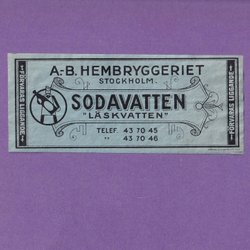 A.-B. HEMBRYGGERIET
STOCKHOLM.
SODAVATTEN
"LÄSKVATTEN"
TELEF. 43 70 45
" 43 70 46
FÖRVARAS LIGGANDE
FÖRVARAS LIGGANDE